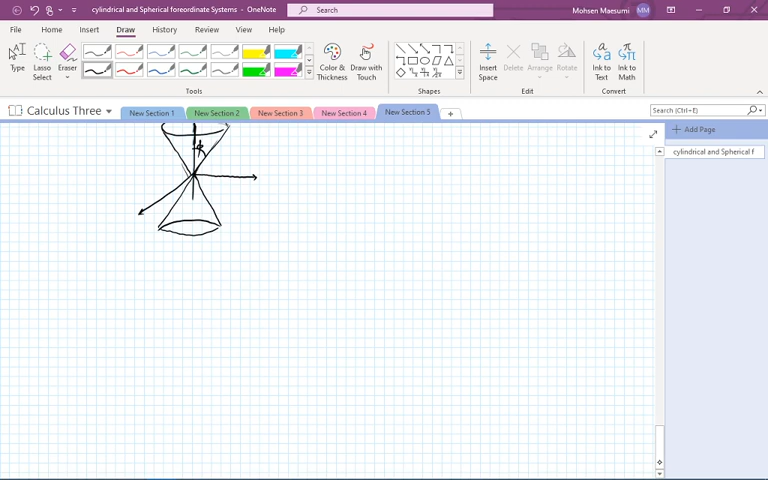 cylindrical and Spherical foreordinate Systems - OneNote
Search
Mohsen Maesumi
MM
File
Home
Insert
Draw
History
Review
View
Help
Type
Lasso Select
Eraser
Color & Thickness
Draw with Touch
Insert Space
Delete
Arrange
Rotate
Ink to Text
Ink to Math
Tools
Shapes
Edit
Convert
Calculus Three
New Section 1
New Section 2
New Section 3
New Section 4
New Section 5
Search (Ctrl+E)
Add Page
cylindrical and Spherical f
ϕ